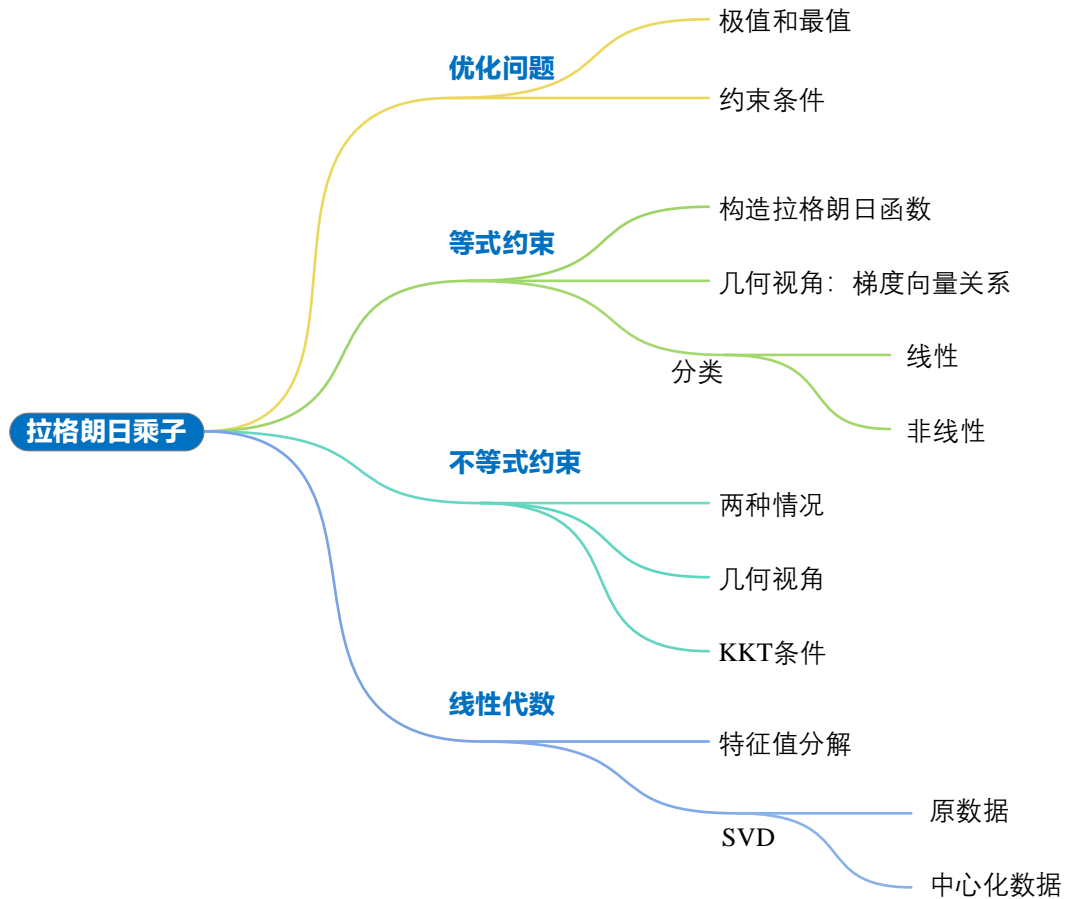 极值和最值
优化问题
约束条件
构造拉格朗日函数
等式约束
几何视角：梯度向量关系
线性
分类
非线性
拉格朗日乘子
不等式约束
两种情况
几何视角
KKT条件
线性代数
特征值分解
原数据
SVD
中心化数据